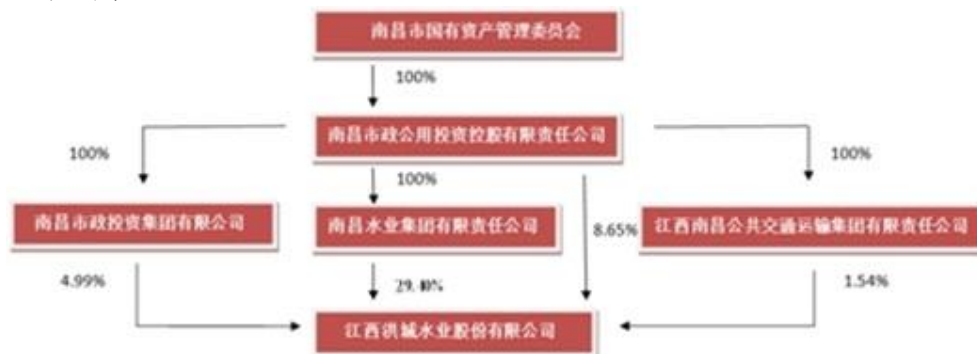 南昌市国有资产管理委员会
100%
南昌市政公用投资控股有限责任公司
100%
100%
100%
南昌市政投资集团有限公司
南昌水业集团有限责任公司
8.65%
江西南昌公共交通运输集团有限责任公司
4.99%
29.40%
1.54%
江西洪城水业股份有限公司